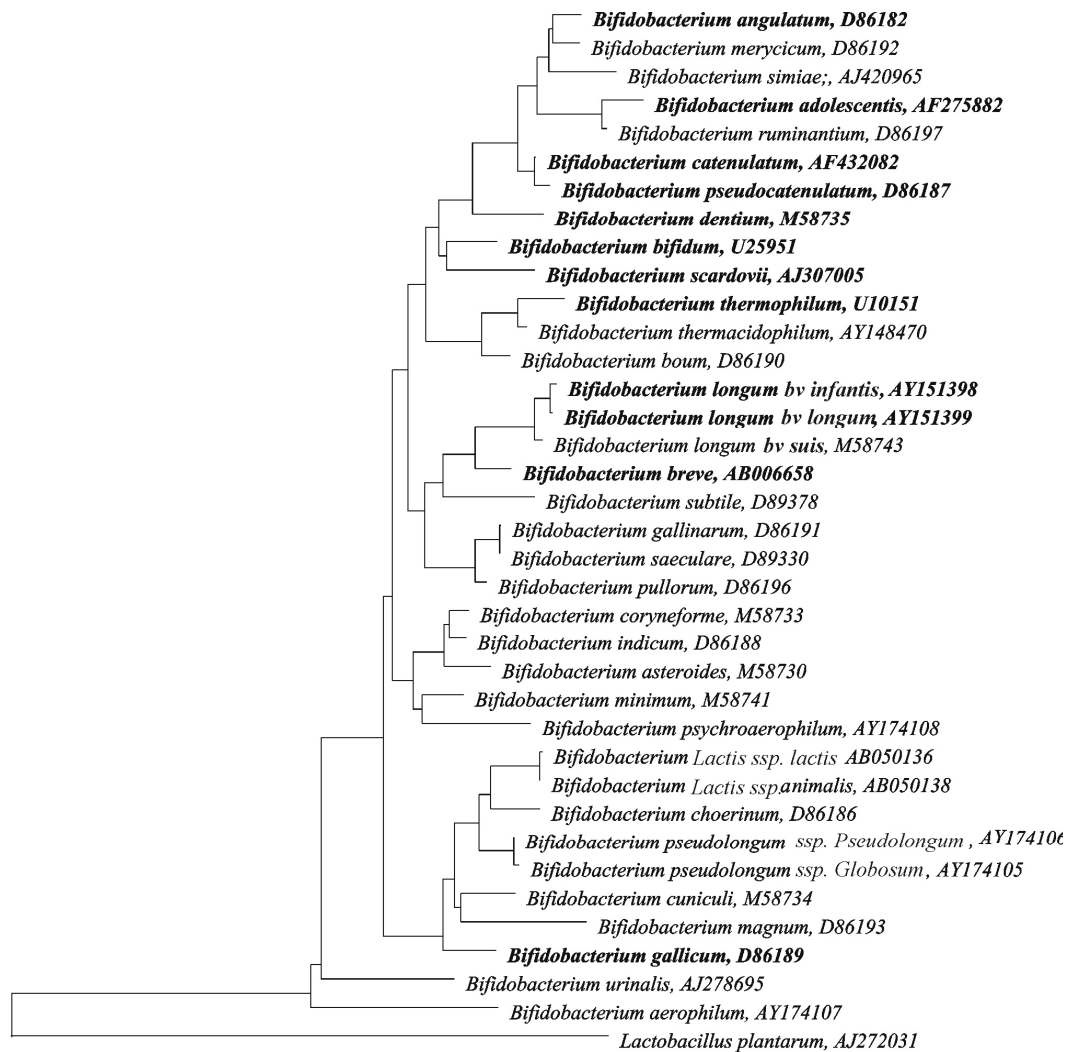 Bifidobacterium angulatum, D86182
Bifidobacterium merycicum, D86192
Bifidobacterium simiae;, AJ420965
Bifidobacterium adolescentis, AF275882
Bifidobacterium ruminantium, D86197
Bifidobacterium catenulatum, AF432082
Bifidobacterium pseudocatenulatum, D86187
Bifidobacterium dentium, M58735
Bifidobacterium bifidum, U25951
Bifidobacterium scardovii, AJ307005
Bifidobacterium thermophilum, U10151
Bifidobacterium thermacidophilum, AY148470
Bifidobacterium boum, D86190
Bifidobacterium longum bv infantis, AY151398
Bifidobacterium longum bv longum, AY151399
Bifidobacterium longum bv suis, M58743
Bifidobacterium breve, AB006658
Bifidobacterium subtile, D89378
Bifidobacterium gallinarum, D86191
Bifidobacterium saeculare, D89330
Bifidobacterium pullorum, D86196
Bifidobacterium coryneforme, M58733
Bifidobacterium indicum, D86188
Bifidobacterium asteroides, M58730
Bifidobacterium minimum, M58741
Bifidobacterium psychroaerophilum, AY174108
Bifidobacterium Lactis ssp. lactis AB050136
Bifidobacterium Lactis ssp.animalis, AB050138
Bifidobacterium choerinum, D86186
Bifidobacterium pseudolongum ssp. Pseudolongum , AY174106
Bifidobacterium pseudolongum ssp. Globosum, AY174105
Bifidobacterium cuniculi, M58734
Bifidobacterium magnum, D86193
Bifidobacterium gallicum, D86189
Bifidobacterium urinalis, AJ278695
Bifidobacterium aerophilum, AY174107
Lactobacillus plantarum, AJ272031